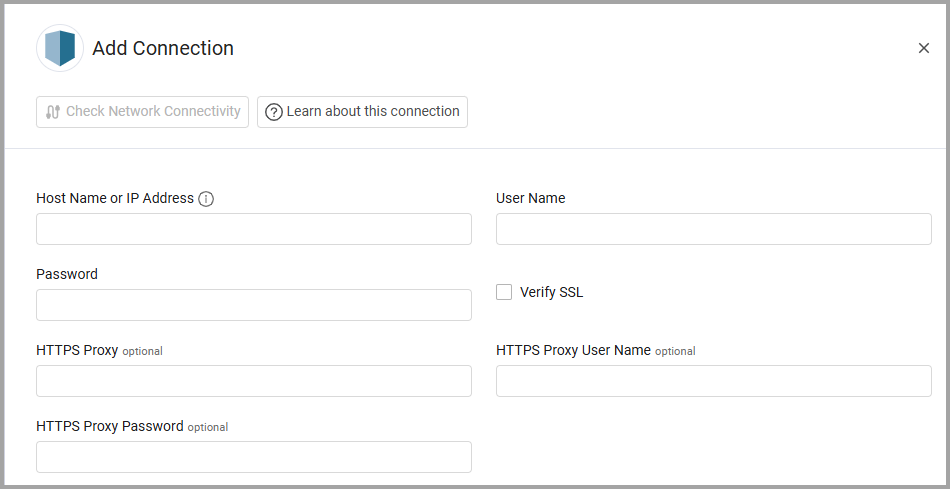 Add Connection
Check Network Connectivity
Learn about this connection
Host Name or IP Address
User Name
Password
Verify SSL
HTTPS Proxy optional
HTTPS Proxy User Name optional
HTTPS Proxy Password optional